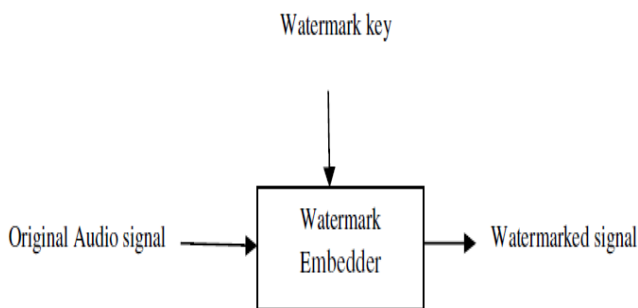 Watermark key
Original Audio signal
Watermark
Embedder
Watermarked signal